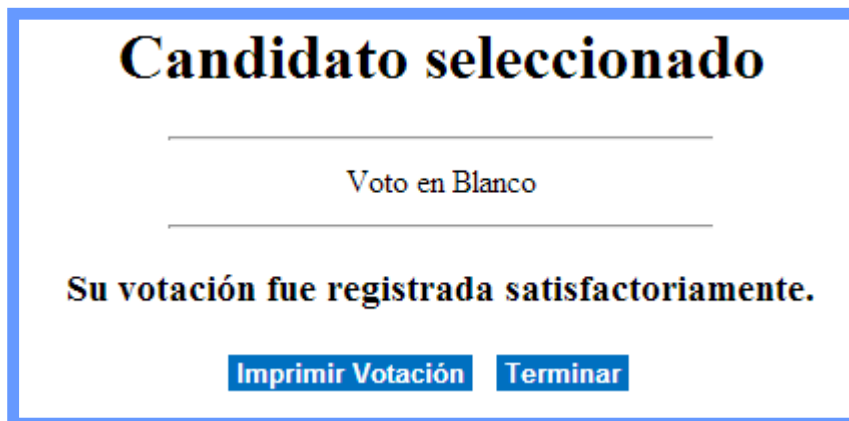 Candidato seleccionado
Voto en Blanco
Su votación fue registrada satisfactoriamente.
Imprimir Votación Terminar